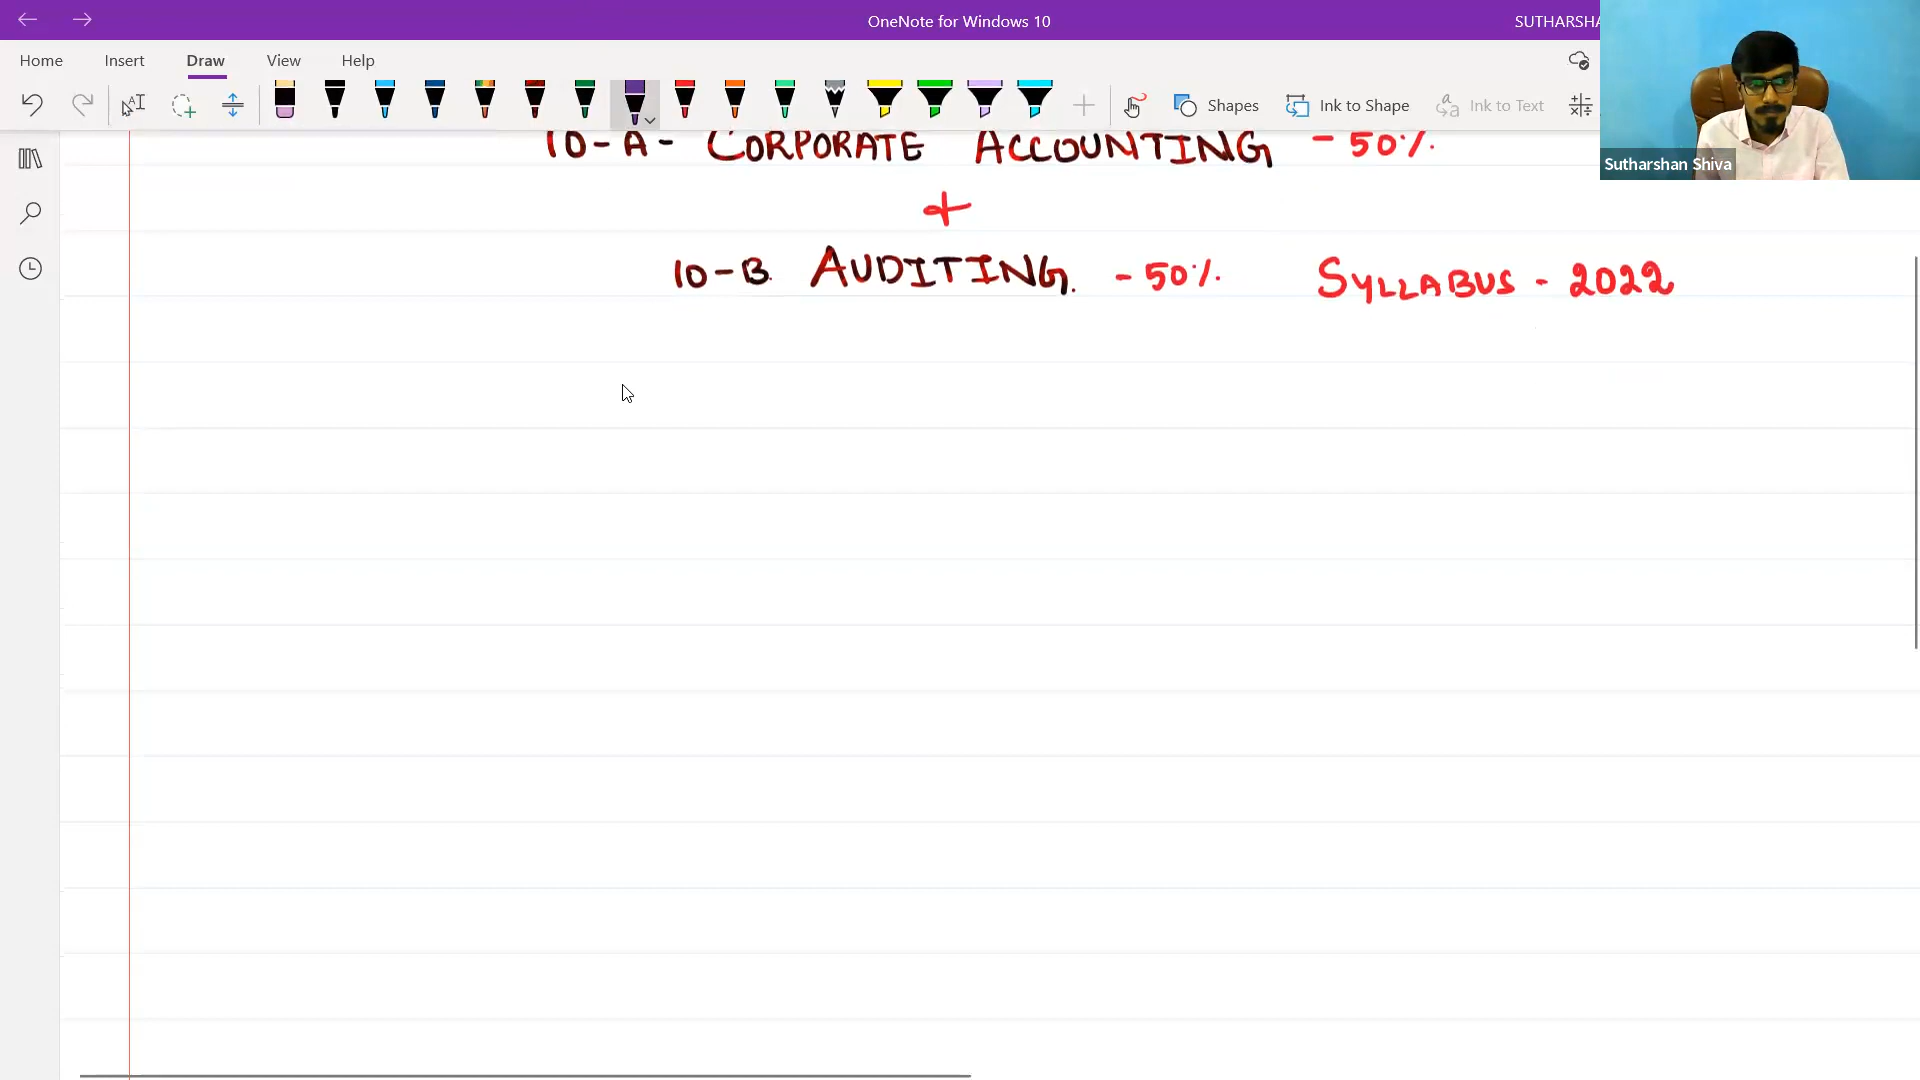 OneNote for Windows 10
SUTHARSHA
Home Insert Draw View Help
Shapes Ink to Shape Ink to Text
Sutharshan Shiva
10-A- CORPORATE ACCOUNTING - 50%.
+
10-B. AUDITING. - 50%. SYLLABUS - 2022